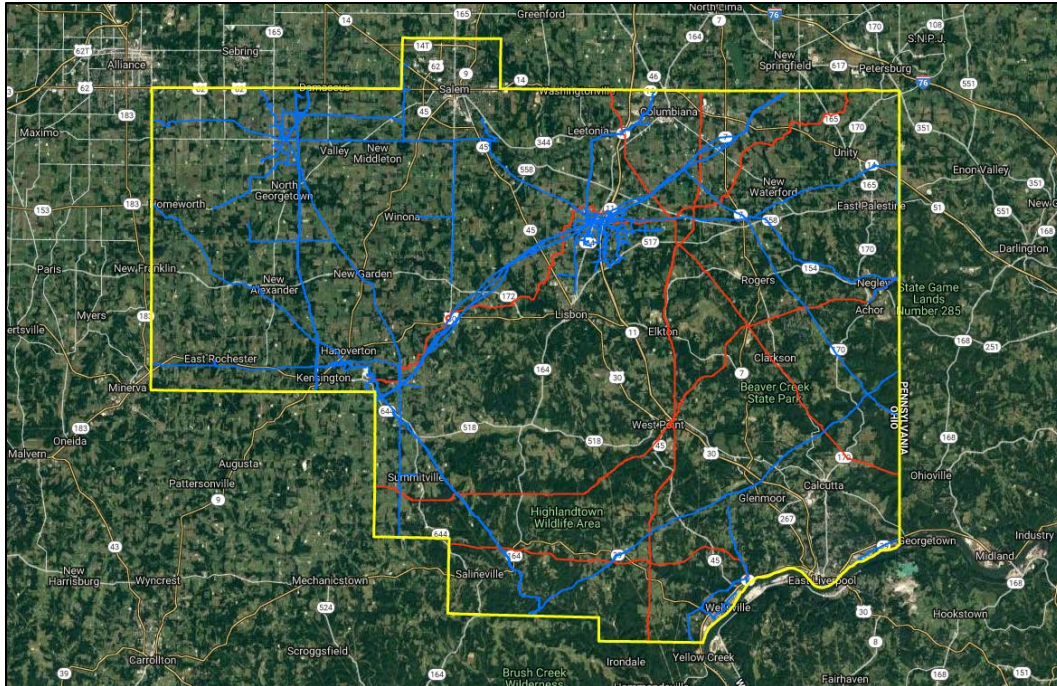 165
Greenford
North Lima
76
14
7
S.N.P.J.
108
170
62T
Alliance
Sebring
165
14T
62
9
164
New
Springfield
617
Petersburg
76
551
62
Damascus
Salem
14
Washingtonville
46
183
45
Columbiana
165
170
351
Maximo
Leetonia
344
Valley
New
Middleton
45
558
Unity
Enon Valley
351
North
Georgetown
New
Waterford
14
165
153
183
Homeworth
Winona
East Palestine
51
551
45
517
558
168
Darlington
Paris
New Franklin
New Garden
New
Alexander
172
Rogers
154
170
Negley
State Game
Lands
Number 285
Achor
Myers
183
Lisbon
11
Elkton
168
251
East Rochester
Hanoverton
Kensington
164
30
Clarkson
170
Beaver Creek
State Park
Minerva
PENNSYLVANIA
OHIO
644
183
Oneida
518
518
West Point
168
Malvern
Augusta
45
30
170
Ohioville
Pattersonville
9
Summitville
Calcutta
Glenmoor
Highlandtown
Wildlife Area
267
43
644
164
45
Georgetown
Industry
Midland
New
Harrisburg
Wyncrest
Mechanicstown
Salineville
East Liverpool
168
524
Wellsville
30
Hookstown
Scroggsfield
8
Carrollton
39
164
Irondale
Yellow Creek
Brush Creek
Wilderness
Hammondsville
Fairhaven
168
151